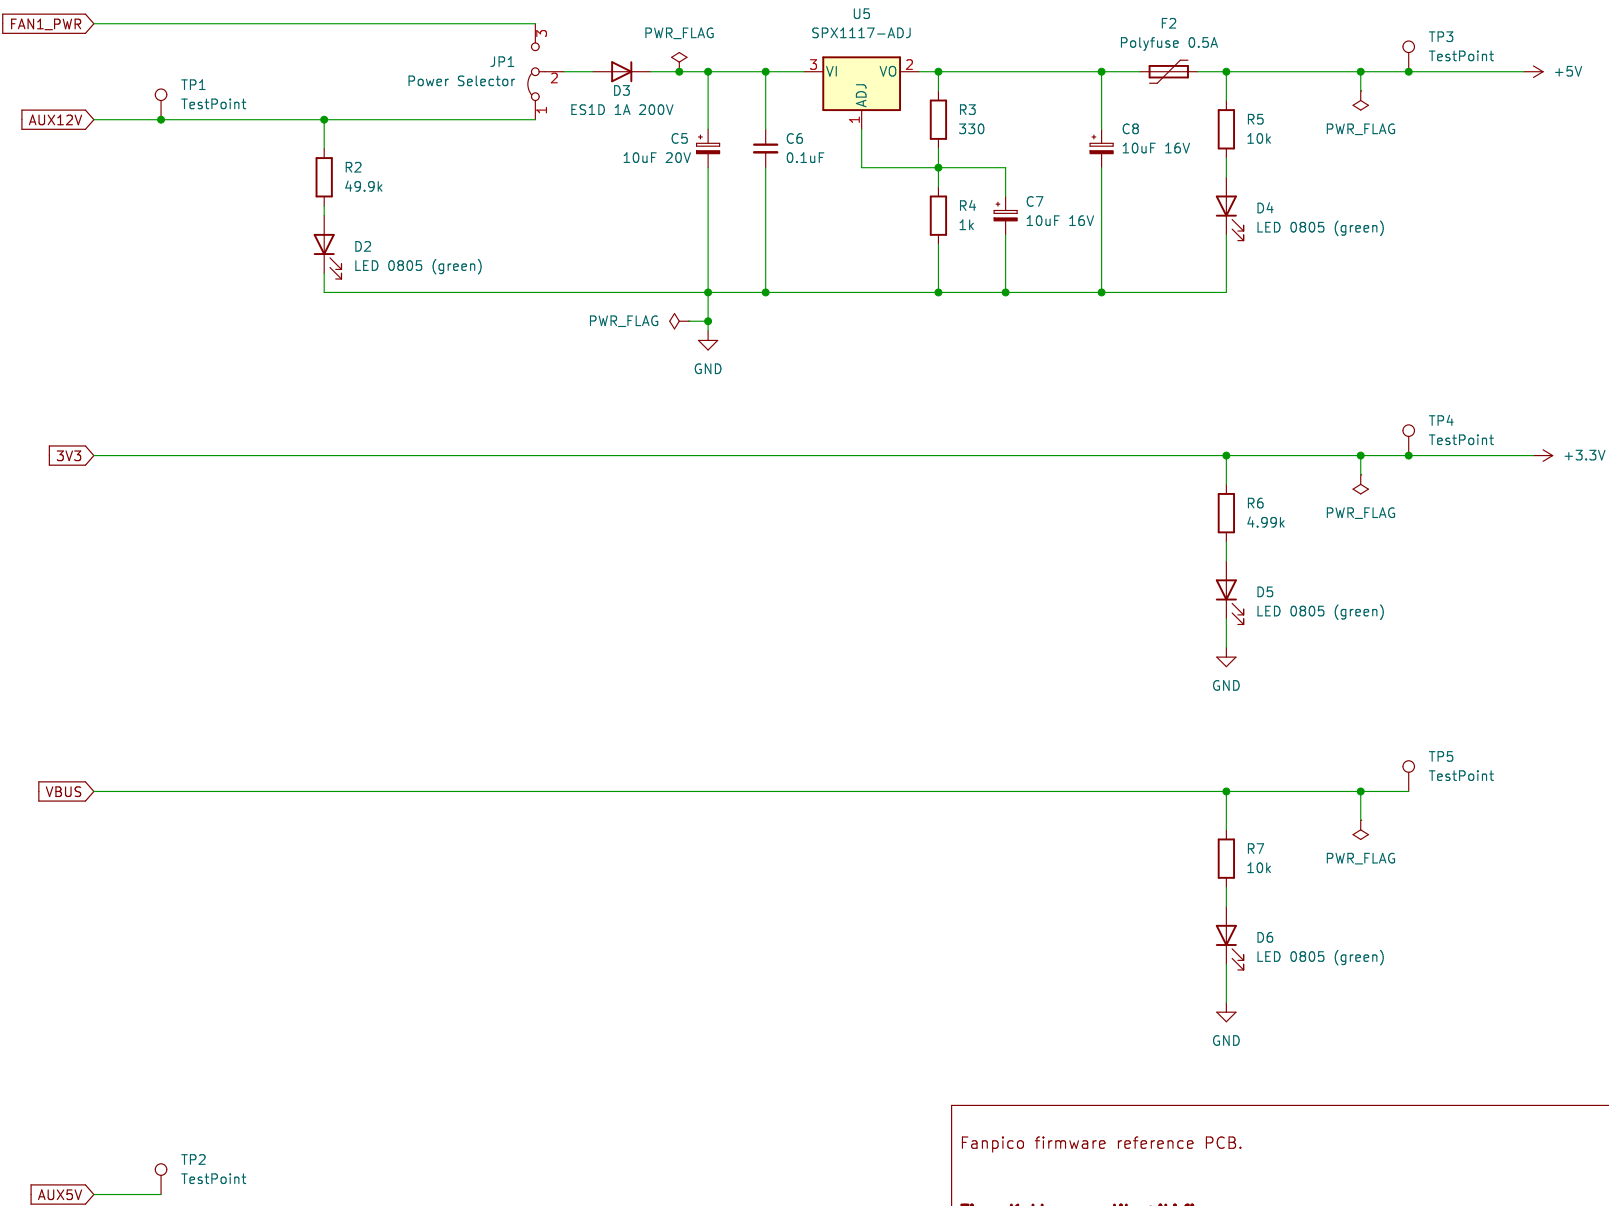 FAN1_PWR
3
JP1
Power Selector
2
1
TP1
TestPoint
AUX12V
R2
49.9k
D2
LED 0805 (green)
D3
ES1D 1A 200V
PWR_FLAG
C5
+
10uF 20V
C6
0.1uF
U5
SPX1117-ADJ
3
VI
VO
2
ADJ
1
R3
330
R4
1k
+
C7
10uF 16V
+
C8
10uF 16V
F2
Polyfuse 0.5A
TP3
TestPoint
+5V
PWR_FLAG
R5
10k
D4
LED 0805 (green)
PWR_FLAG
GND
3V3
TP4
TestPoint
+3.3V
PWR_FLAG
R6
4.99k
D5
LED 0805 (green)
GND
VBUS
TP5
TestPoint
PWR_FLAG
R7
10k
D6
LED 0805 (green)
GND
TP2
TestPoint
AUX5V
Fanpico firmware reference PCB.